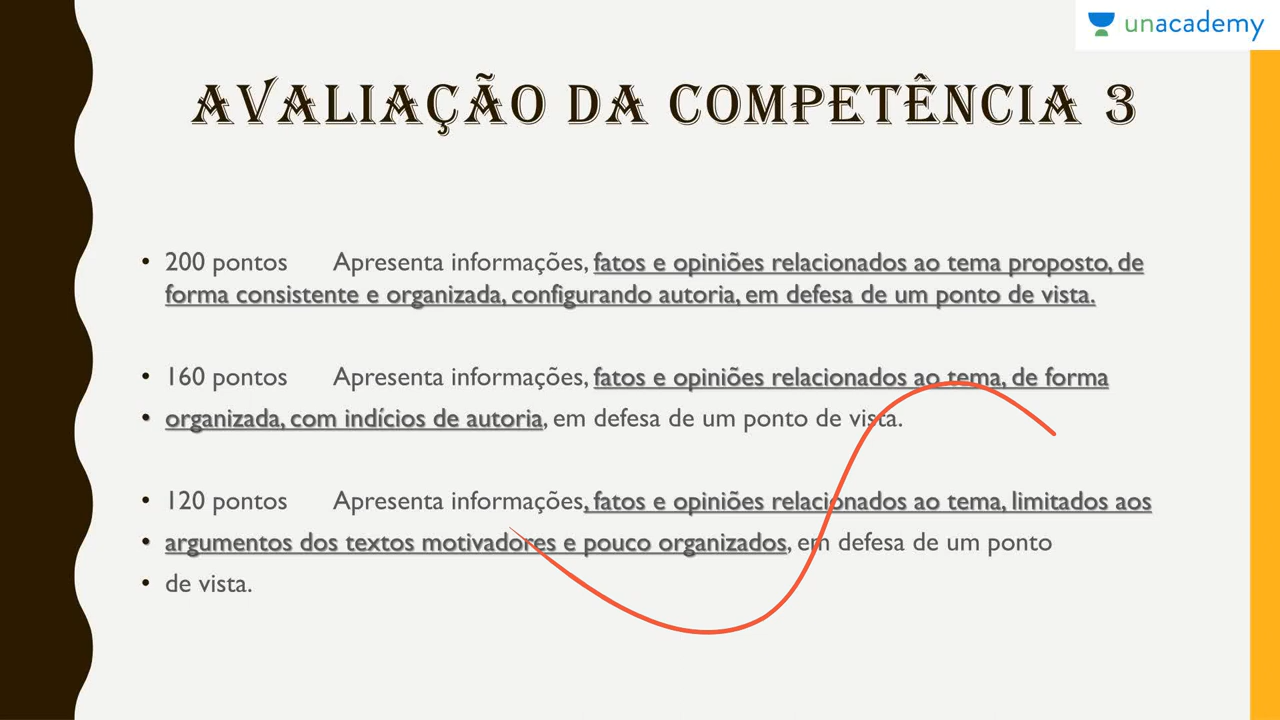 unacademy
AVALIAÇÃO DA COMPETÊNCIA 3
• 200 pontos Apresenta informações, fatos e opiniões relacionados ao tema proposto, de
forma consistente e organizada, configurando autoria, em defesa de um ponto de vista.
• 160 pontos Apresenta informações, fatos e opiniões relacionados ao tema, de forma
• organizada, com indícios de autoria, em defesa de um ponto de vista.
• 120 pontos Apresenta informações, fatos e opiniões relacionados ao tema, limitados aos
• argumentos dos textos motivadores e pouco organizados, em defesa de um ponto
• de vista.